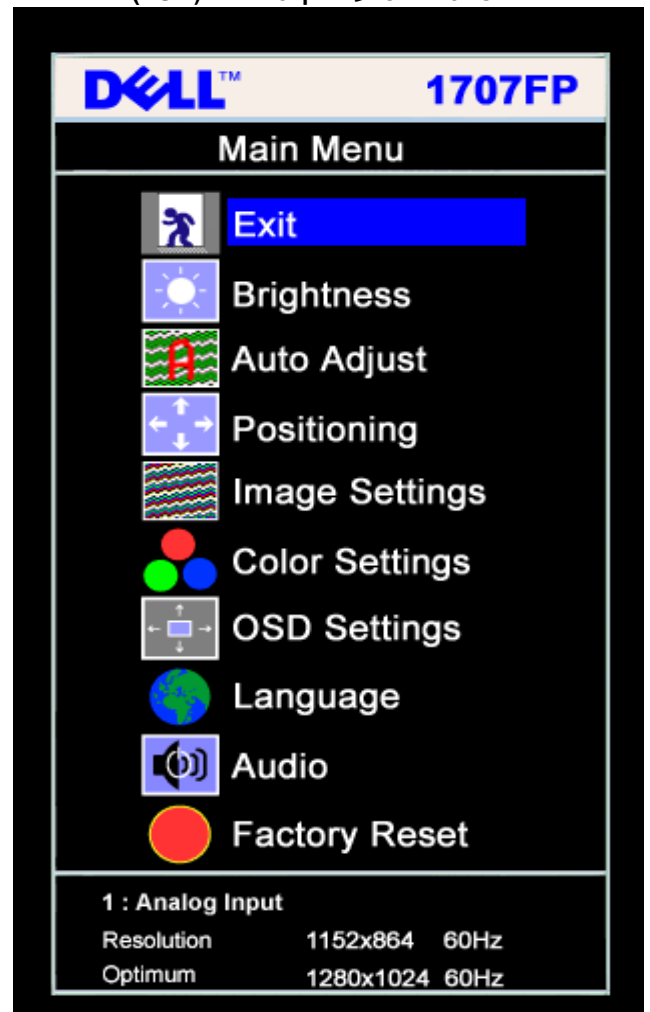 DELL™ 1707FP
Main Menu
Exit
Brightness
Auto Adjust
Positioning
Image Settings
Color Settings
OSD Settings
Language
Audio
Factory Reset
1 : Analog Input
Resolution 1152x864 60Hz
Optimum 1280x1024 60Hz